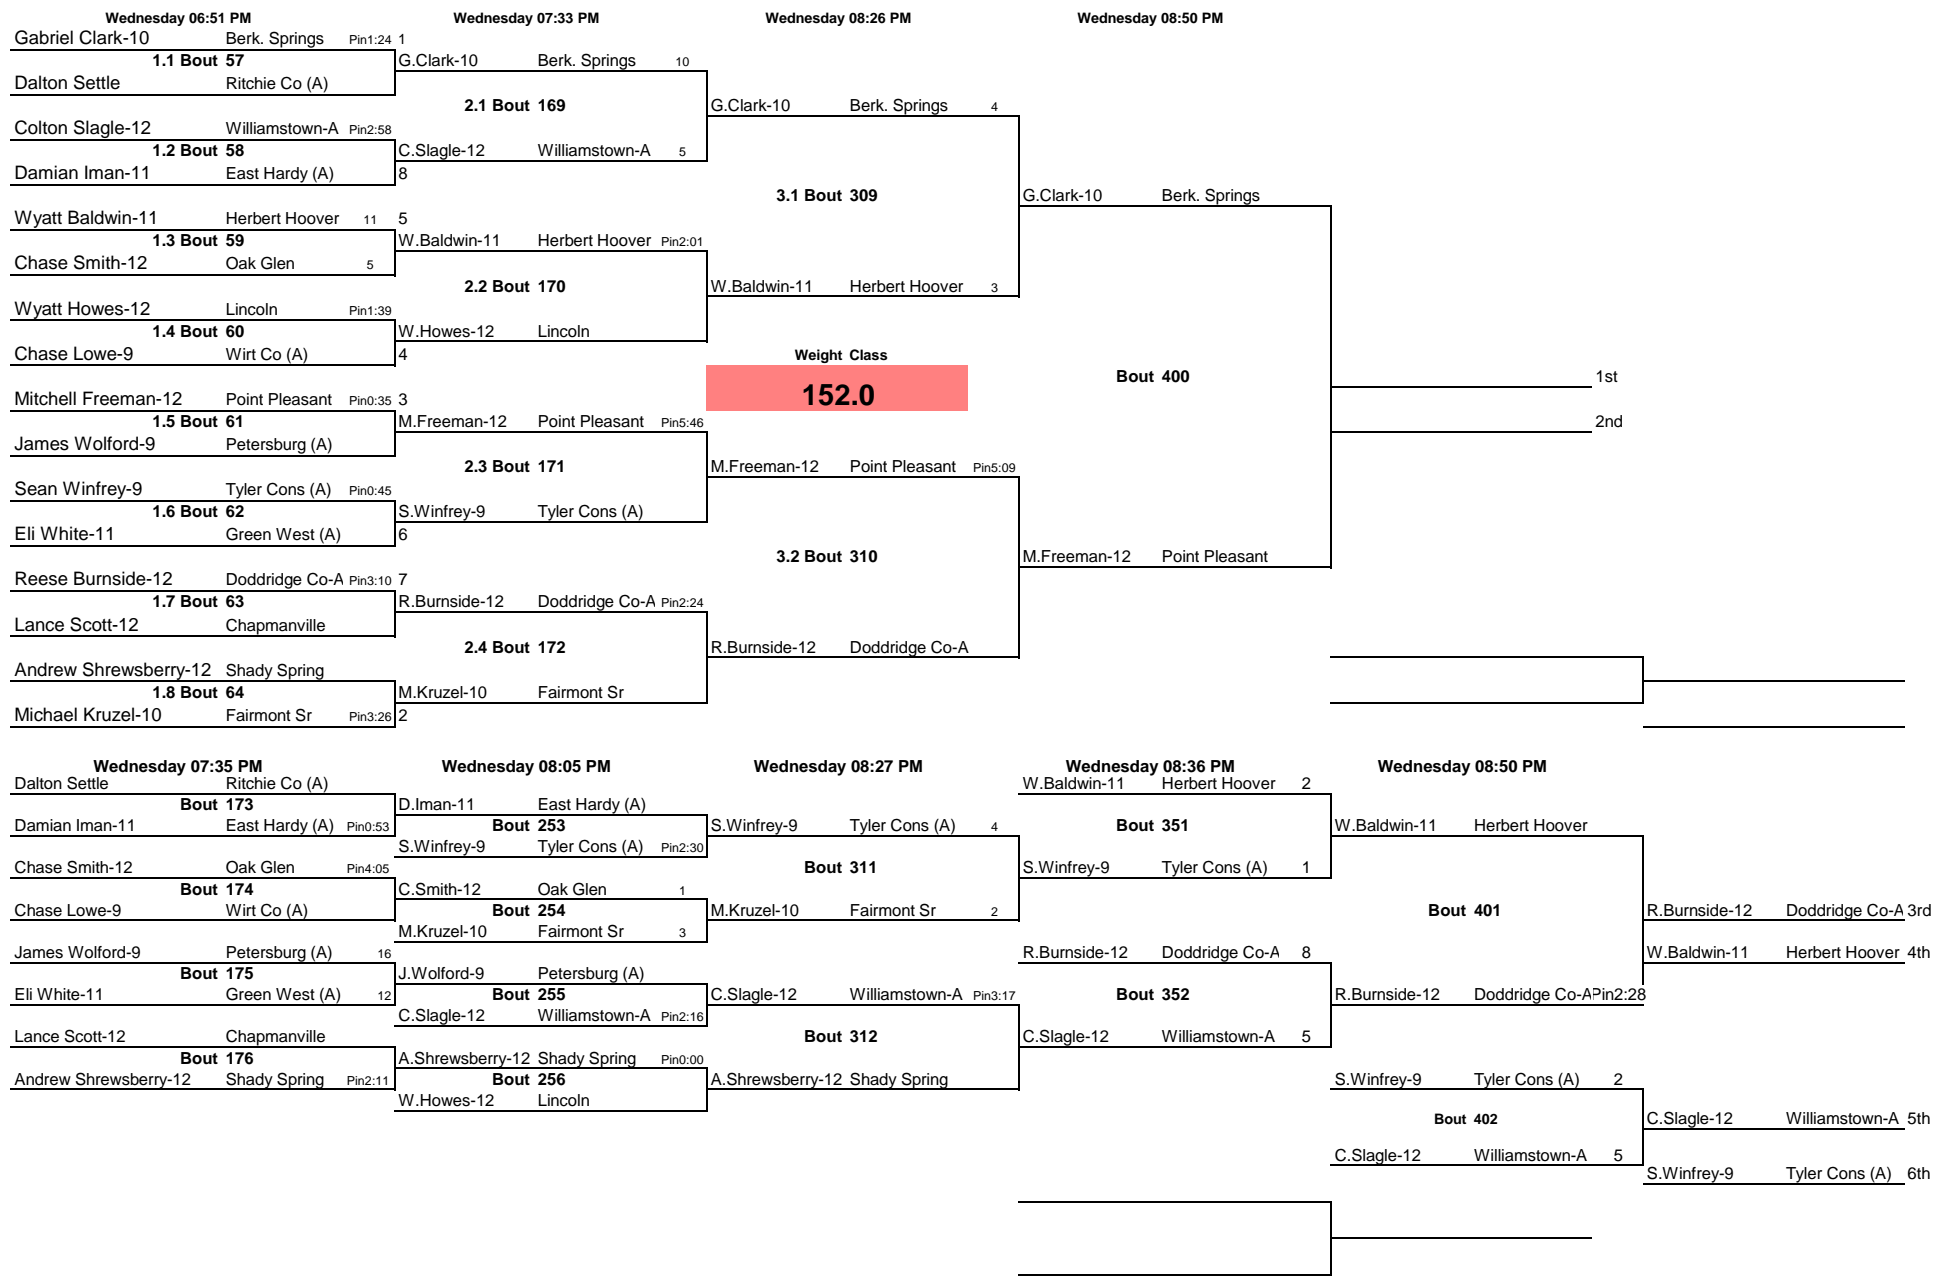 Wednesday 06:51 PM Wednesday 07:33 PM Wednesday 08:26 PM Wednesday 08:50 PM
Gabriel Clark-10 Berk. Springs Pin1:24 1
1.1 Bout 57 G.Clark-10 Berk. Springs 10
Dalton Settle Ritchie Co (A)
2.1 Bout 169 G.Clark-10 Berk. Springs 4
Colton Slagle-12 Williamstown-A Pin2:58
1.2 Bout 58 C.Slagle-12 Williamstown-A 5
Damian Iman-11 East Hardy (A) 8
3.1 Bout 309 G.Clark-10 Berk. Springs
Wyatt Baldwin-11 Herbert Hoover 11 5
1.3 Bout 59 W.Baldwin-11 Herbert Hoover Pin2:01
Chase Smith-12 Oak Glen 5
2.2 Bout 170 W.Baldwin-11 Herbert Hoover 3
Wyatt Howes-12 Lincoln Pin1:39
1.4 Bout 60 W.Howes-12 Lincoln
Chase Lowe-9 Wirt Co (A) 4 Weight Class
Bout 400 1st
152.0
Mitchell Freeman-12 Point Pleasant Pin0:35 3
1.5 Bout 61 M.Freeman-12 Point Pleasant Pin5:46 2nd
James Wolford-9 Petersburg (A)
2.3 Bout 171 M.Freeman-12 Point Pleasant Pin5:09
Sean Winfrey-9 Tyler Cons (A) Pin0:45
1.6 Bout 62 S.Winfrey-9 Tyler Cons (A)
Eli White-11 Green West (A) 6
3.2 Bout 310 M.Freeman-12 Point Pleasant
Reese Burnside-12 Doddridge Co-A Pin3:10 7
1.7 Bout 63 R.Burnside-12 Doddridge Co-A Pin2:24
Lance Scott-12 Chapmanville
2.4 Bout 172 R.Burnside-12 Doddridge Co-A
Andrew Shrewsberry-12 Shady Spring
1.8 Bout 64 M.Kruzel-10 Fairmont Sr
Michael Kruzel-10 Fairmont Sr Pin3:26 2
Wednesday 07:35 PM Wednesday 08:05 PM Wednesday 08:27 PM Wednesday 08:36 PM Wednesday 08:50 PM
Dalton Settle Ritchie Co (A) W.Baldwin-11 Herbert Hoover 2
Bout 173 D.Iman-11 East Hardy (A)
Damian Iman-11 East Hardy (A) Pin0:53 Bout 253 S.Winfrey-9 Tyler Cons (A) 4 Bout 351 W.Baldwin-11 Herbert Hoover
S.Winfrey-9 Tyler Cons (A) Pin2:30
Chase Smith-12 Oak Glen Pin4:05 Bout 311 S.Winfrey-9 Tyler Cons (A) 1
Bout 174 C.Smith-12 Oak Glen 1
Chase Lowe-9 Wirt Co (A) Bout 254 M.Kruzel-10 Fairmont Sr 2 Bout 401 R.Burnside-12 Doddridge Co-A 3rd
M.Kruzel-10 Fairmont Sr 3
James Wolford-9 Petersburg (A) 16 R.Burnside-12 Doddridge Co-A 8 W.Baldwin-11 Herbert Hoover 4th
Bout 175 J.Wolford-9 Petersburg (A)
Eli White-11 Green West (A) 12 Bout 255 C.Slagle-12 Williamstown-A Pin3:17 Bout 352 R.Burnside-12 Doddridge Co-APin2:28
C.Slagle-12 Williamstown-A Pin2:16
Lance Scott-12 Chapmanville Bout 312 C.Slagle-12 Williamstown-A 5
Bout 176 A.Shrewsberry-12 Shady Spring Pin0:00
Andrew Shrewsberry-12 Shady Spring Pin2:11 Bout 256 A.Shrewsberry-12 Shady Spring S.Winfrey-9 Tyler Cons (A) 2
W.Howes-12 Lincoln
Bout 402 C.Slagle-12 Williamstown-A 5th
C.Slagle-12 Williamstown-A 5
S.Winfrey-9 Tyler Cons (A) 6th